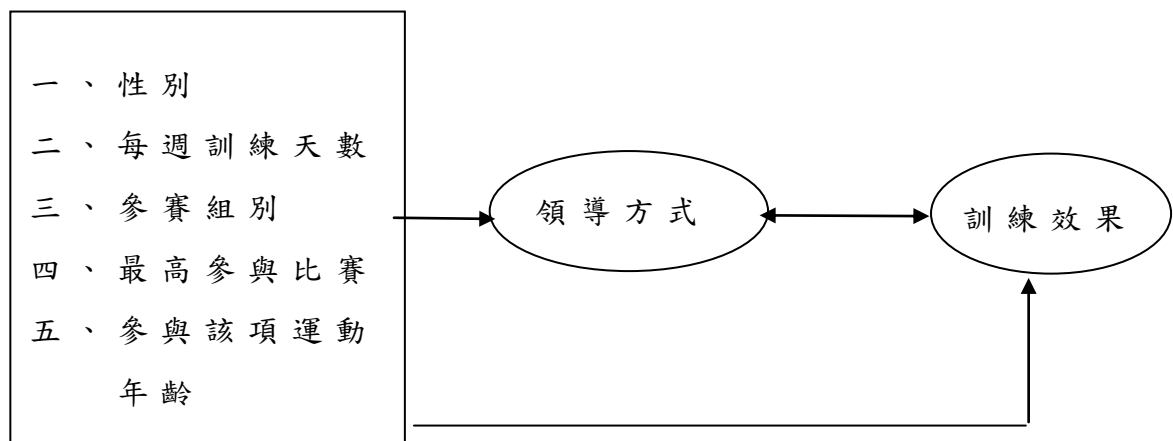 一、性別
二、每週訓練天數
三、參賽組別
四、最高參與比賽
五、參與該項運動
年齡
領導方式
訓練效果